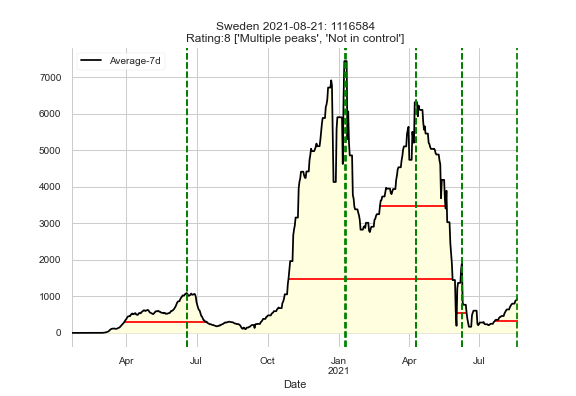 Sweden 2021-08-21: 1116584
Rating:8 ['Multiple peaks', 'Not in control']
Average-7d
7000
6000
5000
4000
3000
2000
1000
0
Apr Jul Oct Jan Apr Jul
2021
Date